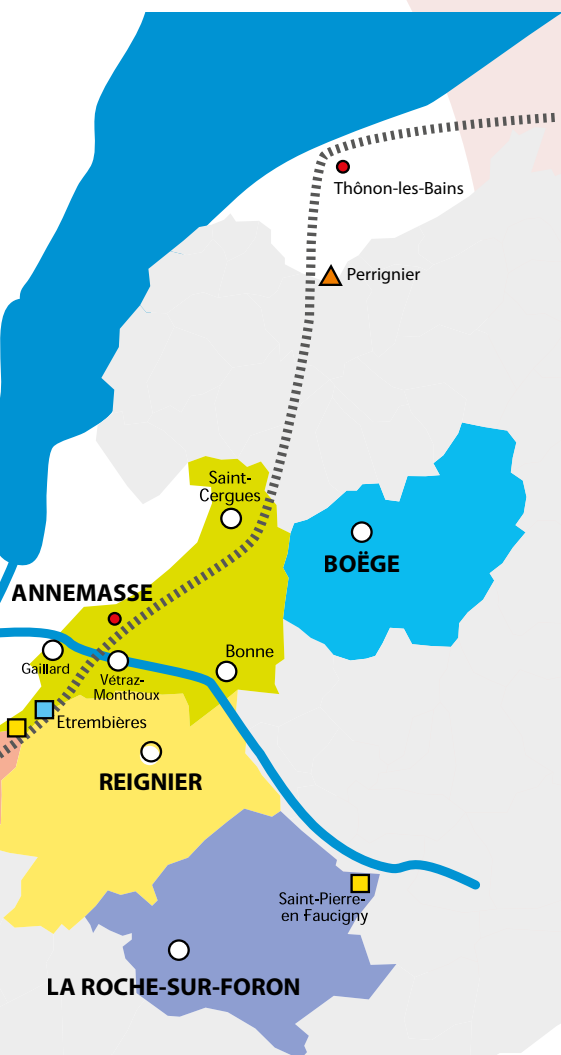 Thônon-les-Bains
Perrignier
Saint-
Cergues
BOËGE
ANNEMASSE
Bonne
Gaillard
Vétraz-
Monthoux
Etrembières
REIGNIER
Saint-Pierre-
en Faucigny
LA ROCHE-SUR-FORON